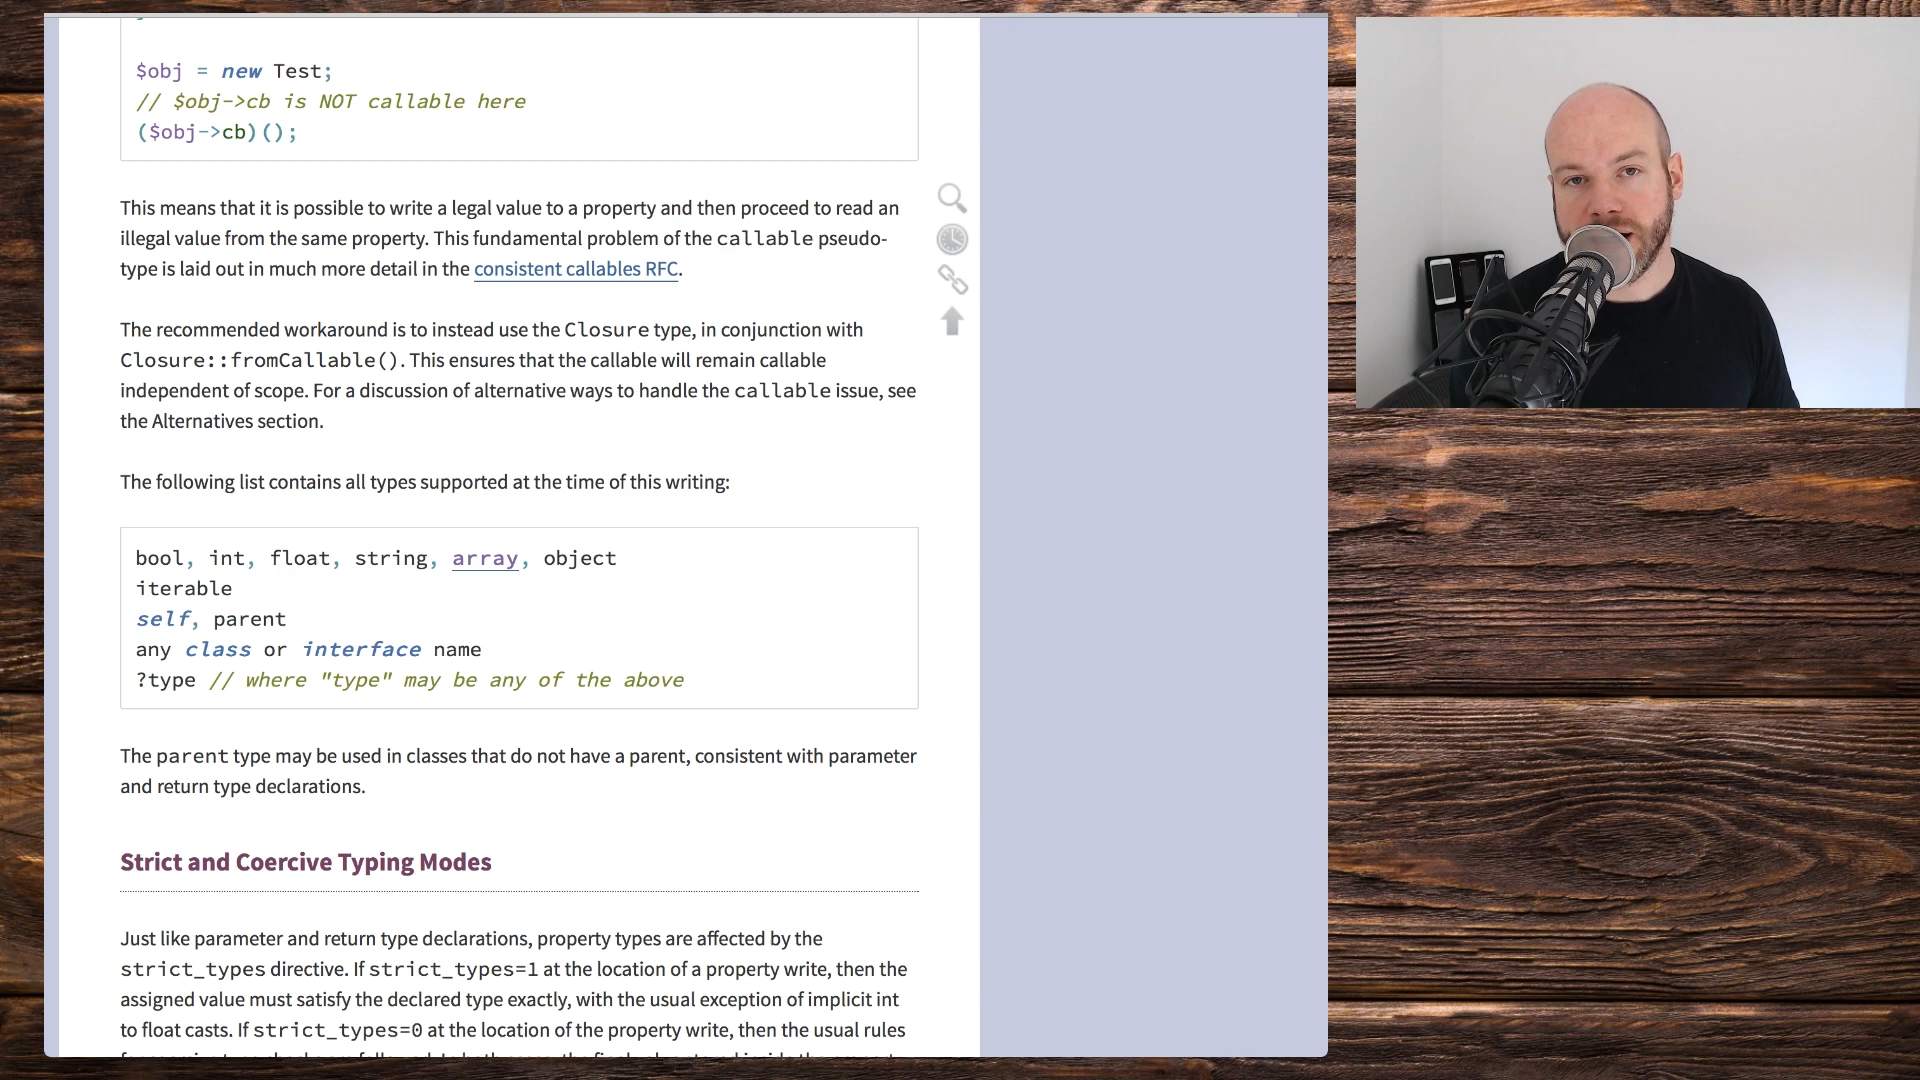 $obj = new Test;
// $obj->cb is NOT callable here
($obj->cb)();
This means that it is possible to write a legal value to a property and then proceed to read an
illegal value from the same property. This fundamental problem of the callable pseudo-
type is laid out in much more detail in the consistent callables RFC.
The recommended workaround is to instead use the Closure type, in conjunction with
Closure::fromCallable(). This ensures that the callable will remain callable
independent of scope. For a discussion of alternative ways to handle the callable issue, see
the Alternatives section.
The following list contains all types supported at the time of this writing:
bool, int, float, string, array, object
iterable
self, parent
any class or interface name
?type // where "type" may be any of the above
The parent type may be used in classes that do not have a parent, consistent with parameter
and return type declarations.
Strict and Coercive Typing Modes
Just like parameter and return type declarations, property types are affected by the
strict_types directive. If strict_types=1 at the location of a property write, then the
assigned value must satisfy the declared type exactly, with the usual exception of implicit int
to float casts. If strict_types=0 at the location of the property write, then the usual rules